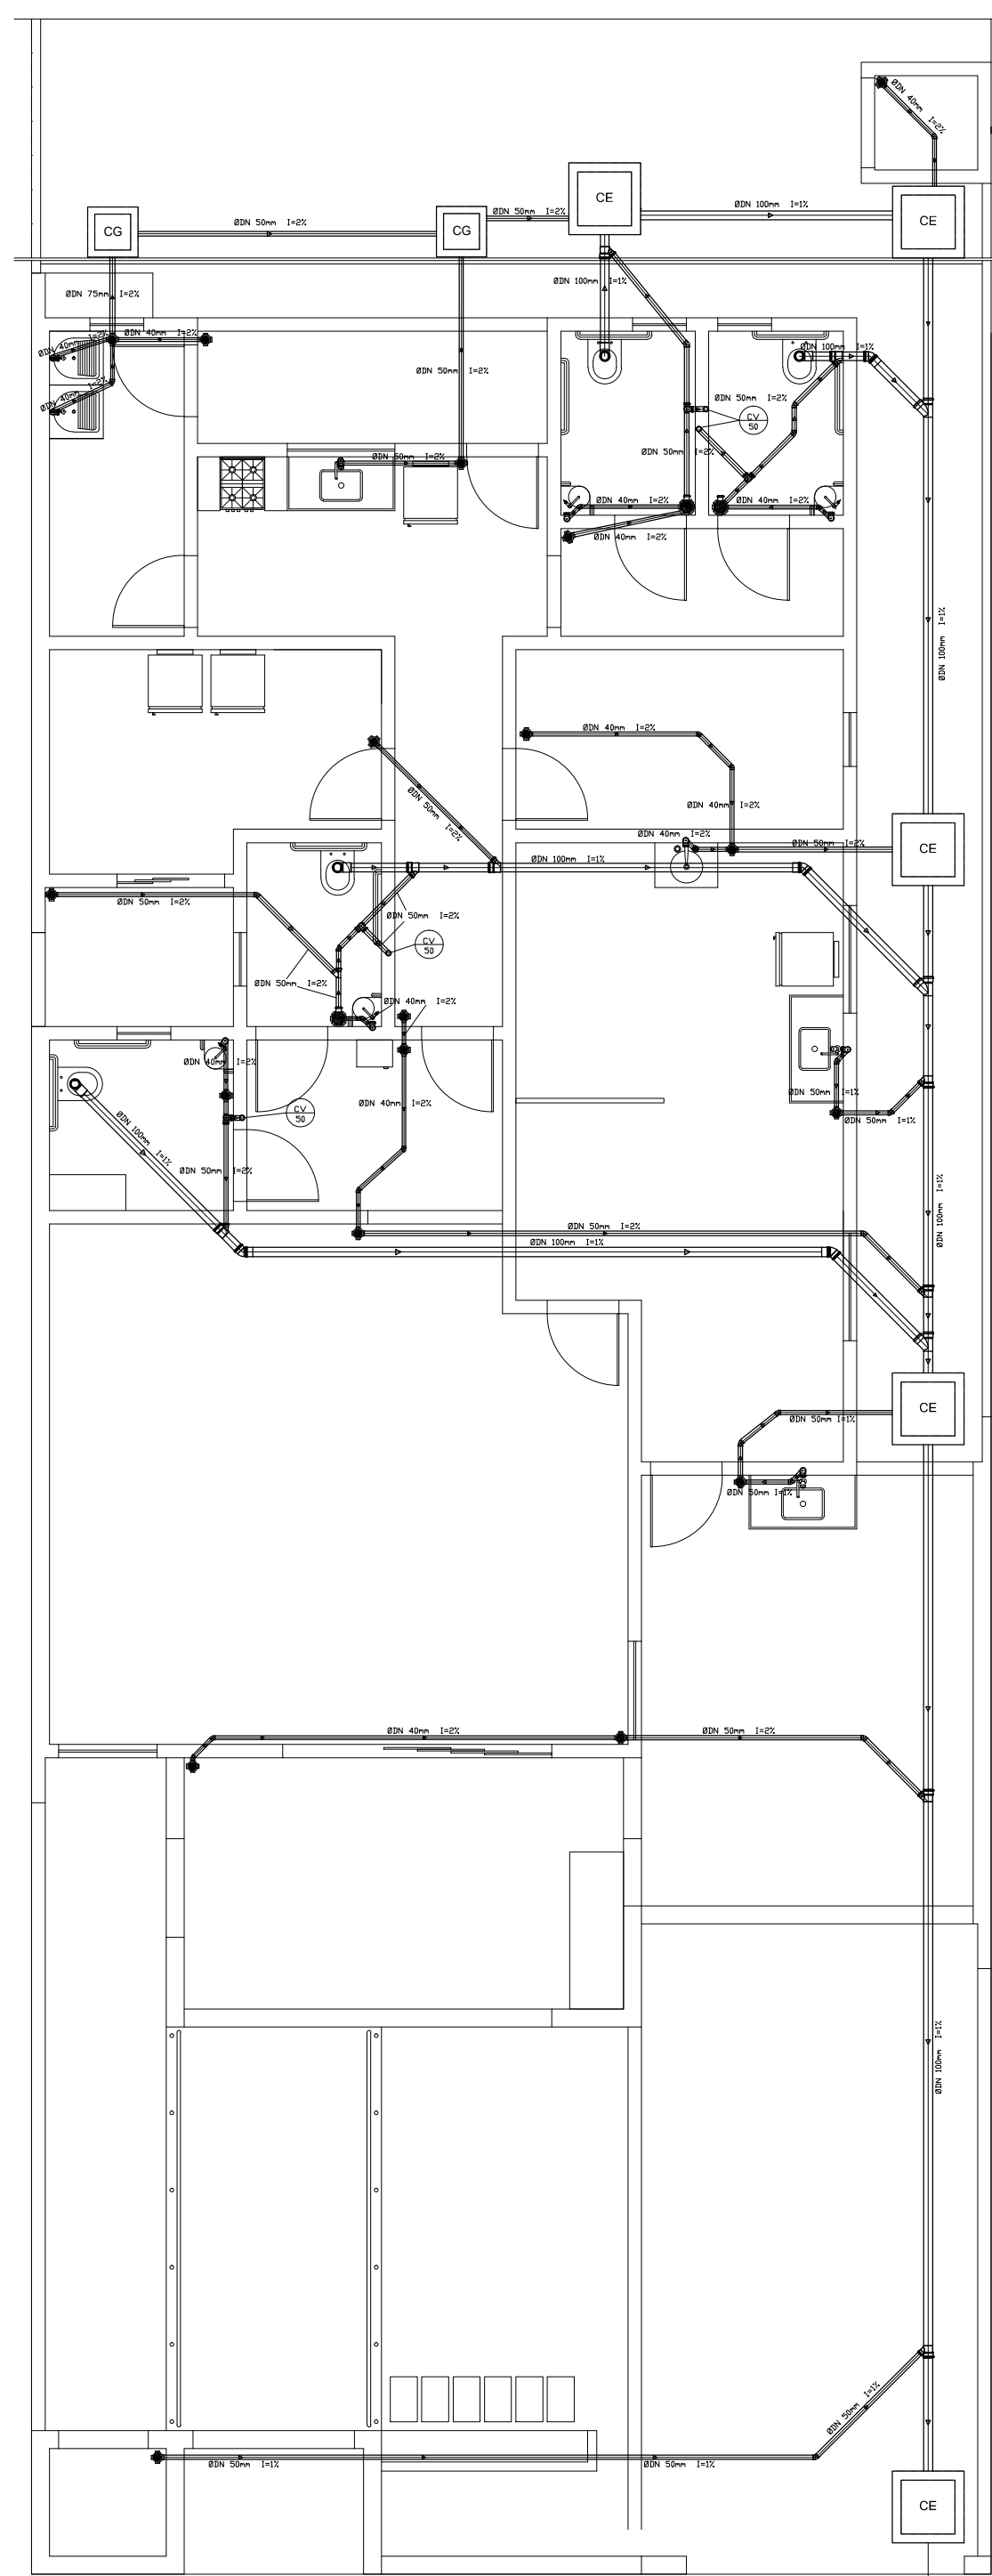 ØDN 40mm I=2%
CE
ØDN 50mm I=2%
ØDN 100mm I=1%
CE
ØDN 50mm I=2%
CG
CG
ØDN 100mm I=1%
ØDN 75mm I=2%
ØDN 40mm I=2%
ØDN 40mm I=2%
ØDN 100mm I=1%
ØDN 50mm I=2%
ØDN 40mm I=2%
ØDN 50mm I=2%
CV
50
ØDN 50mm I=2%
ØDN 50mm I=2%
ØDN 40mm I=2%
ØDN 40mm I=2%
ØDN 40mm I=2%
ØDN 100mm I=1%
ØDN 40mm I=2%
ØDN 50mm I=2%
ØDN 40mm I=2%
ØDN 40mm I=2%
ØDN 50mm I=2%
CE
ØDN 100mm I=1%
ØDN 50mm I=2%
ØDN 50mm I=2%
CV
50
ØDN 50mm I=2%
ØDN 40mm I=2%
ØDN 40mm I=2%
ØDN 50mm I=1%
ØDN 40mm I=2%
CV
50
ØDN 50mm I=1%
ØDN 100mm I=1%
ØDN 50mm I=2%
ØDN 100mm I=1%
ØDN 50mm I=2%
ØDN 100mm I=1%
CE
ØDN 50mm I=1%
ØDN 50mm I=1%
ØDN 40mm I=2%
ØDN 50mm I=2%
ØDN 100mm I=1%
ØDN 50mm I=1%
ØDN 50mm I=1%
ØDN 50mm I=1%
CE